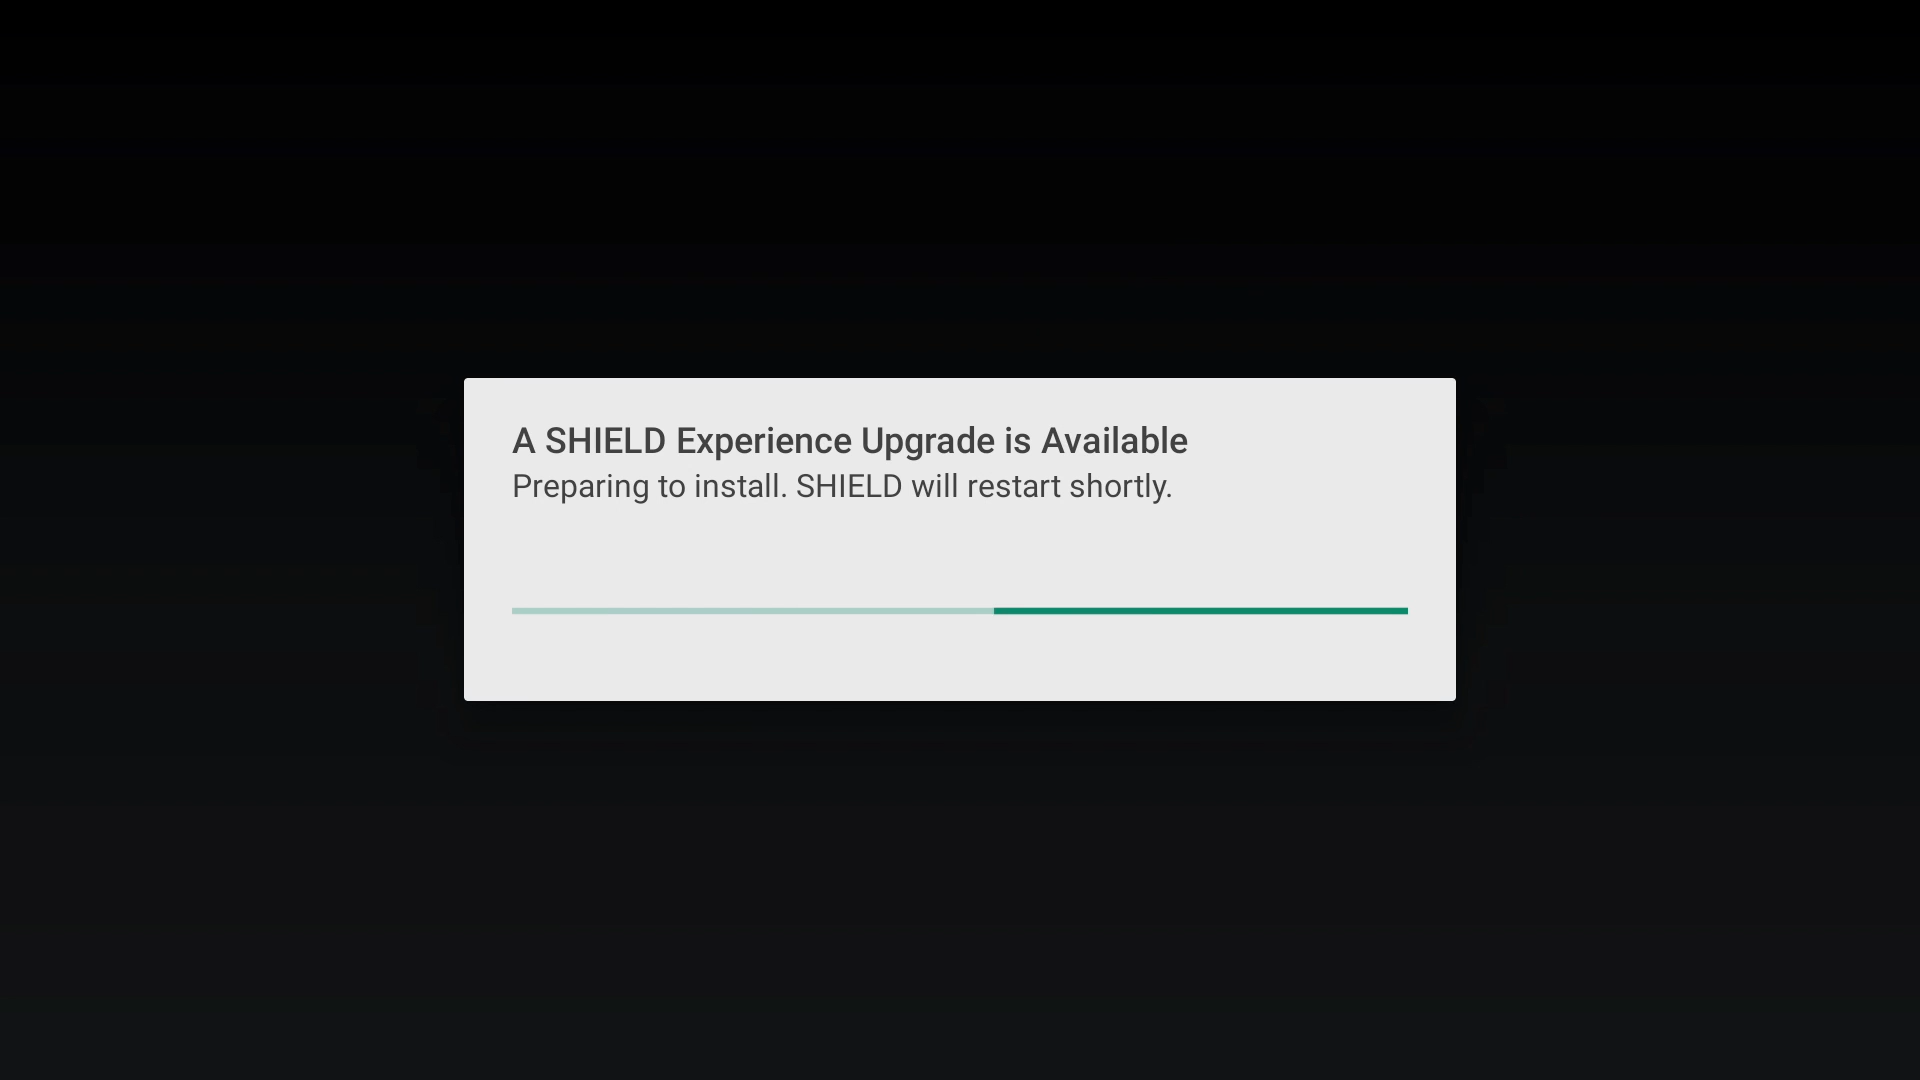 A SHIELD Experience Upgrade is Available
Preparing to install. SHIELD will restart shortly.